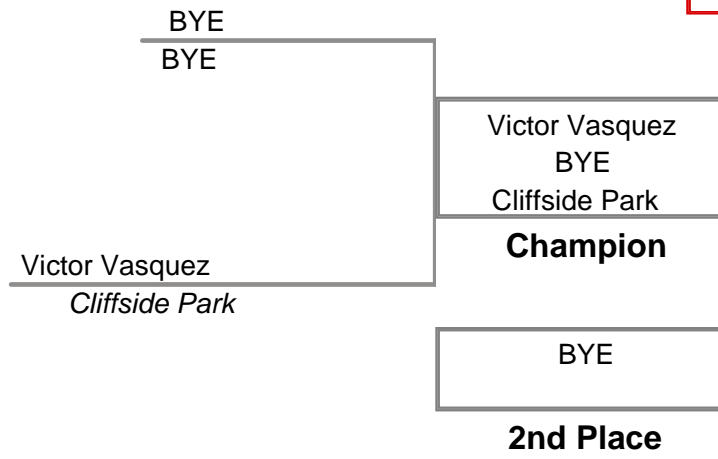 BYE
BYE
Victor Vasquez
BYE
Cliffside Park
Champion
Victor Vasquez
Cliffside Park
BYE
2nd Place